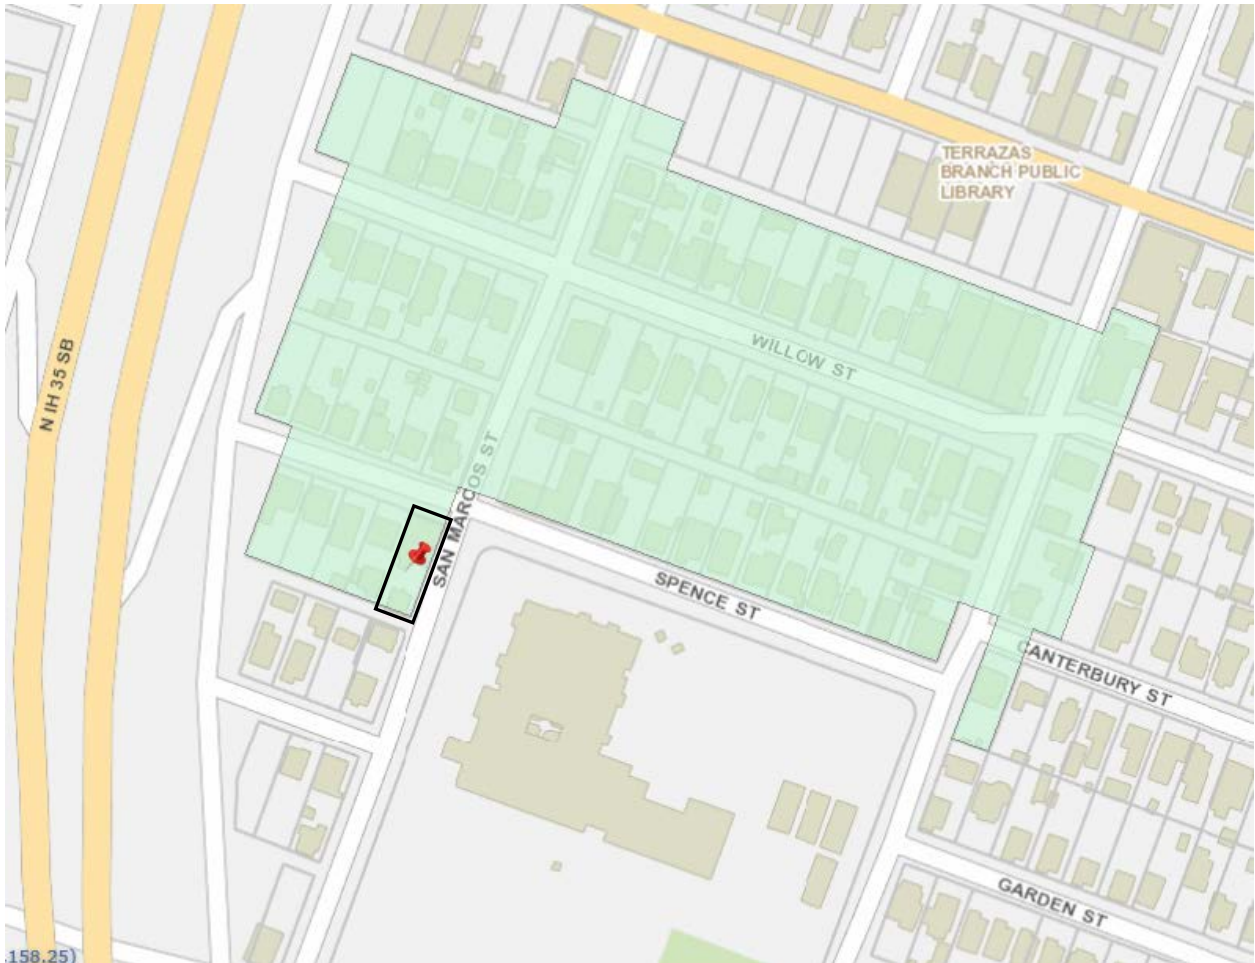 TERRAZAS
BRANCH PUBLIC
LIBRARY
N IH 35 SB
WILLOW ST
SAN MARCOS ST
SPENCE ST
CANTERBURY ST
GARDEN ST
.158.25)